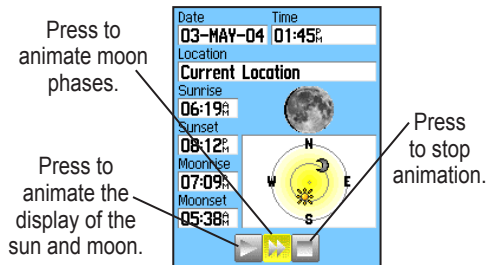 Press to
animate moon
phases.
Press to
animate the
display of the
sun and moon.
Date Time
03-MAY-04 01:45PM
Location
Current Location
Sunrise
06:19AM
Sunset
08:12PM
Moonrise
07:09PM
Moonset
05:38AM
N
W E
S
Press
to stop
animation.